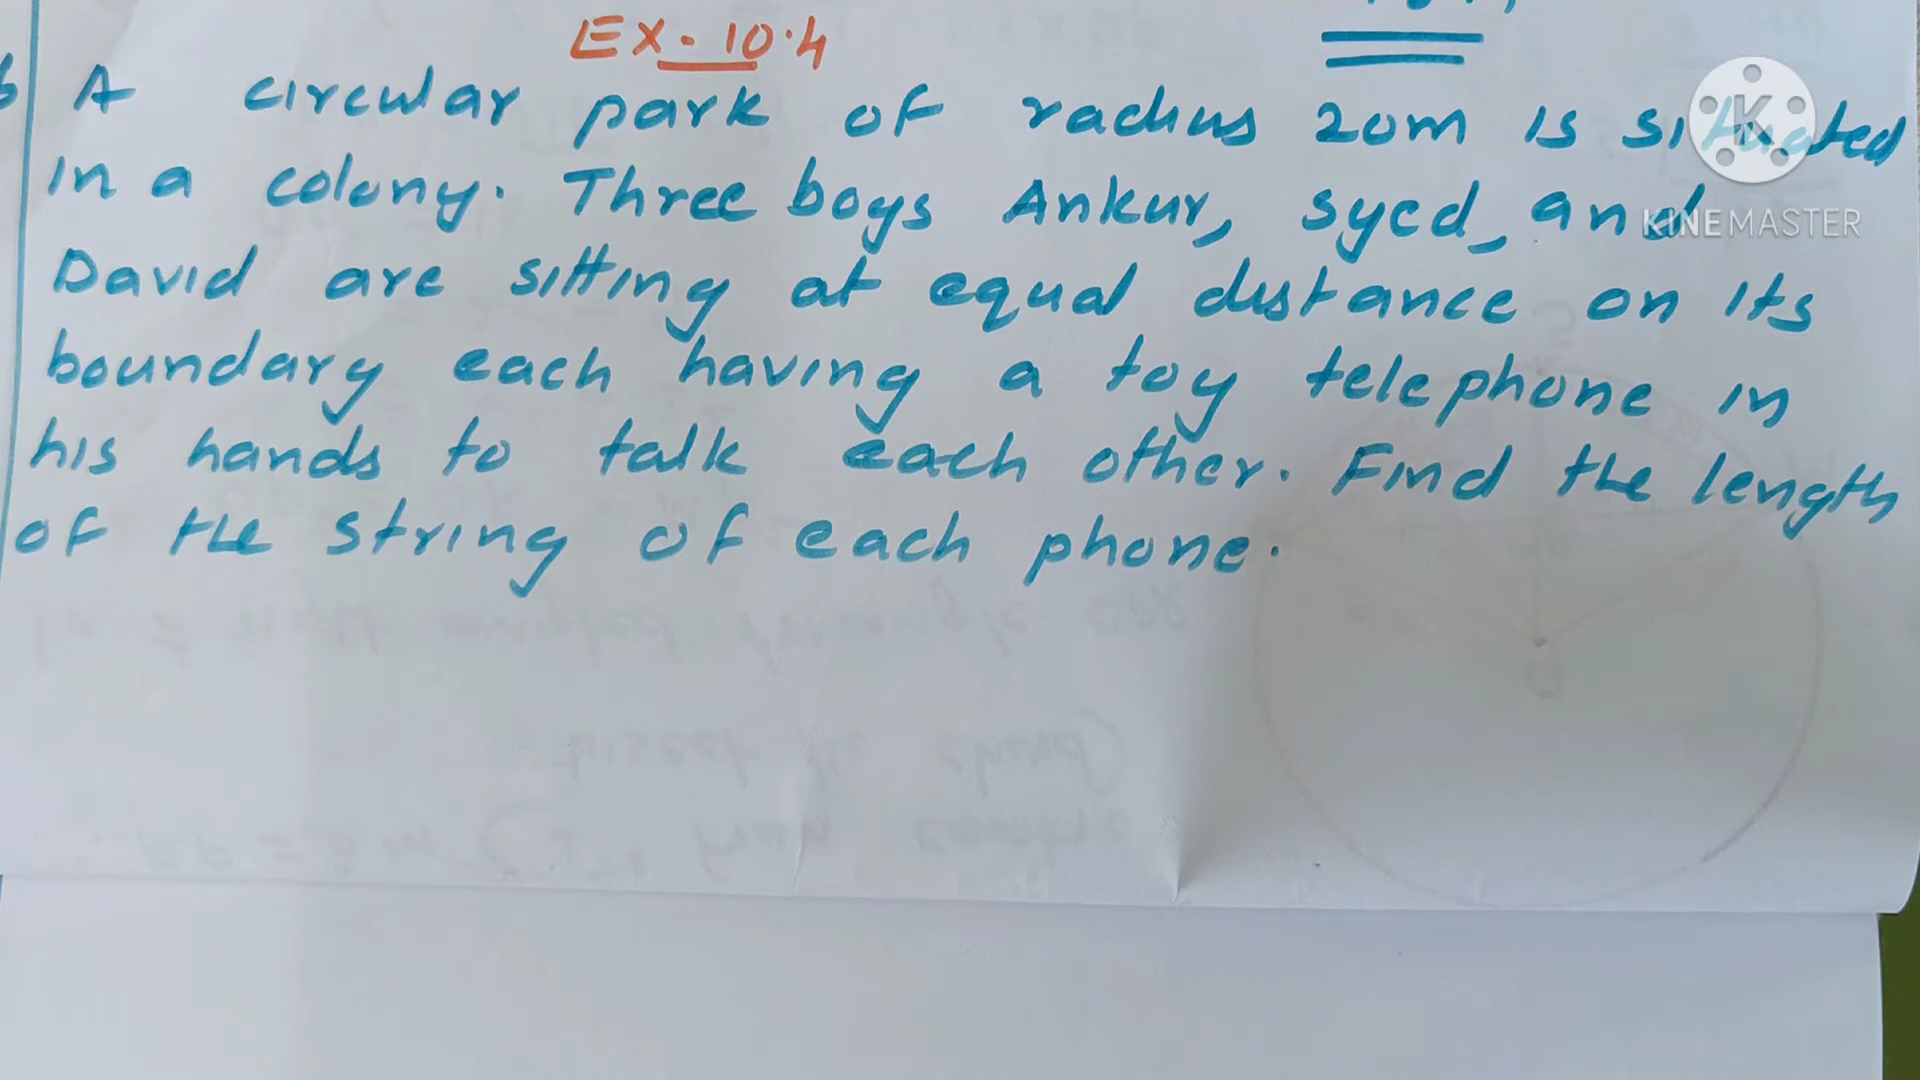 Ex. 10.4
A circular park of radius 20m is situated
in a colony. Three boys Ankur, syed, and
David are sitting at equal distance on its
boundary each having a toy telephone in
his hands to talk each other. Find the length
of the string of each phone.
KINEMASTER